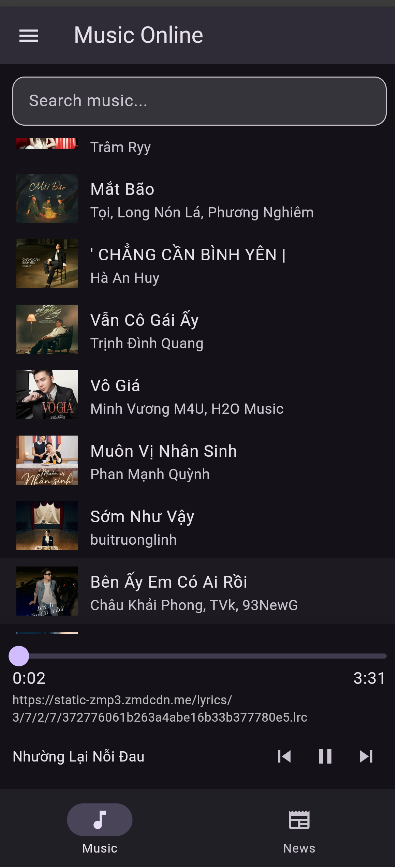 Music Online
Search music...
Trâm Ryy
Mắt Bão
Tọi, Long Nón Lá, Phương Nghiêm
' CHẲNG CẦN BÌNH YÊN |
Hà An Huy
Vẫn Cô Gái Ấy
Trịnh Đình Quang
Vô Giá
Minh Vương M4U, H2O Music
VÔ GIÁ
Muôn Vị Nhân Sinh
Phan Mạnh Quỳnh
Sớm Như Vậy
buitruonglinh
Bên Ấy Em Có Ai Rồi
Châu Khải Phong, TVk, 93NewG
0:02
3:31
https://static-zmp3.zmdcdn.me/lyrics/
3/7/2/7/372776061b263a4abe16b33b377780e5.lrc
Nhường Lại Nỗi Đau
Music
News